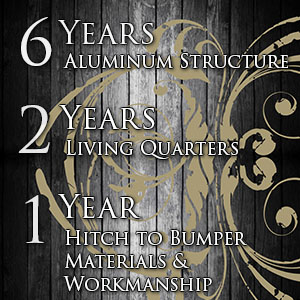 6 Years
Aluminum Structure
2 Years
Living Quarters
1 Year
Hitch to Bumper
Materials &
Workmanship